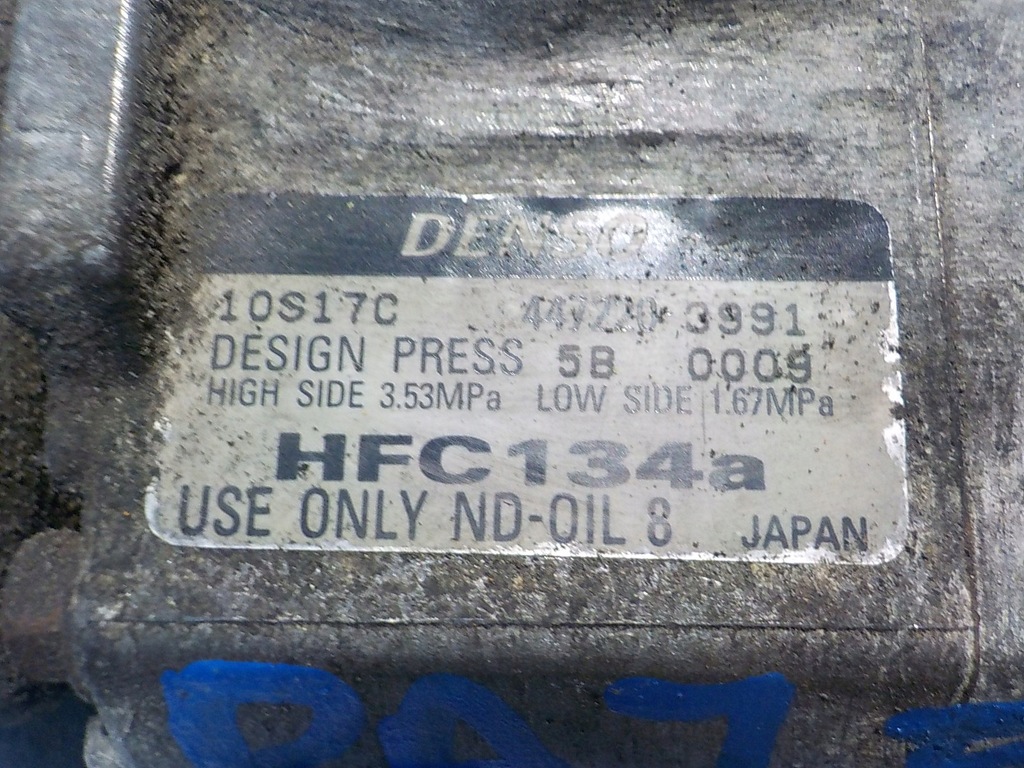 DENSO
10S17C 447220 3991
DESIGN PRESS 5B 0009
HIGH SIDE 3.53MPa LOW SIDE 1.67MPa
HFC134a
USE ONLY ND-OIL 8 JAPAN